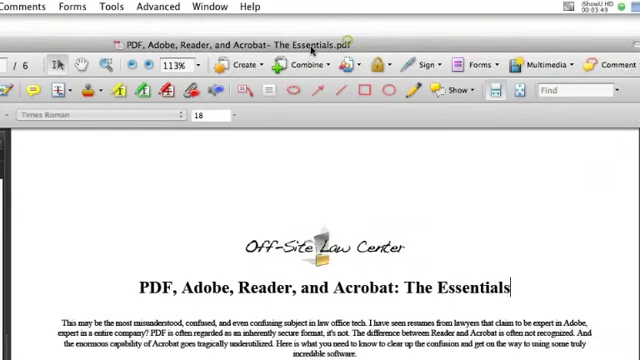 Comments Forms Tools Advanced Window Help
iShowU HD
00:03:49
PDF, Adobe, Reader, and Acrobat- The Essentials.pdf
/ 6 113% Create Combine Sign Forms Multimedia Comment
Show Find
Times Roman 18
Off-Site Law Center
PDF, Adobe, Reader, and Acrobat: The Essentials
This may be the most misunderstood, confused, and even confusing subject in law office tech. I have seen resumes from lawyers that claim to be expert in Adobe,
expert in a entire company? PDF is often regarded as an inherently secure format, it's not. The difference between Reader and Acrobat is often not recognized. And
the enormous capability of Acrobat goes tragically underutilized. Here is what you need to know to clear up the confusion and get on the way to using some truly
incredible software.